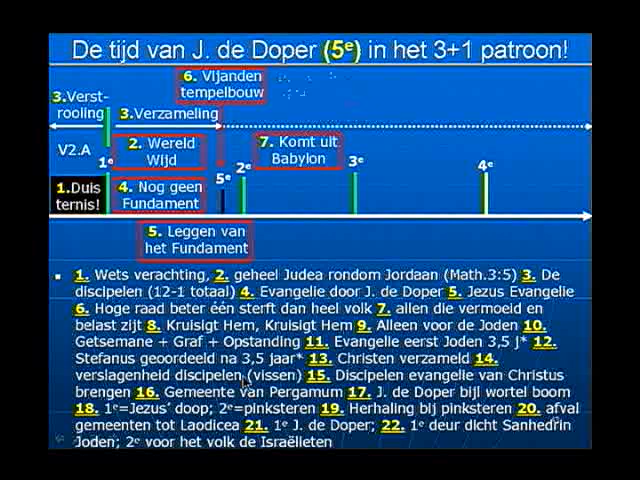 De tijd van J. de Doper (5e) in het 3+1 patroon!
6. Vijanden
tempelbouw
3.Verst-
rooling
3.Verzameling
V2.A
1e
2. Wereld
Wijd
7. Komt uit
Babylon
5e
2e
3e
4e
1.Duis
ternis!
4. Nog geen
Fundament
5. Leggen van
het Fundament
1. Wets verachting, 2. geheel Judea rondom Jordaan (Math.3:5) 3. De
discipelen (12-1 totaal) 4. Evangelie door J. de Doper 5. Jezus Evangelie
6. Hoge raad beter één sterft dan heel volk 7. allen die vermoeid en
belast zijt 8. Kruisigt Hem, Kruisigt Hem 9. Alleen voor de Joden 10.
Getsemane + Graf + Opstanding 11. Evangelie eerst Joden 3,5 j* 12.
Stefanus geoordeeld na 3,5 jaar* 13. Christen verzameld 14.
verslagenheid discipelen (vissen) 15. Discipelen evangelie van Christus
brengen 16. Gemeente van Pergamum 17. J. de Doper bijl wortel boom
18. 1e=Jezus' doop; 2e=pinksteren 19. Herhaling bij pinksteren 20. afval
gemeenten tot Laodicea 21. 1e J. de Doper; 22. 1e deur dicht Sanhedrin
Joden; 2e voor het volk de Israëlieten